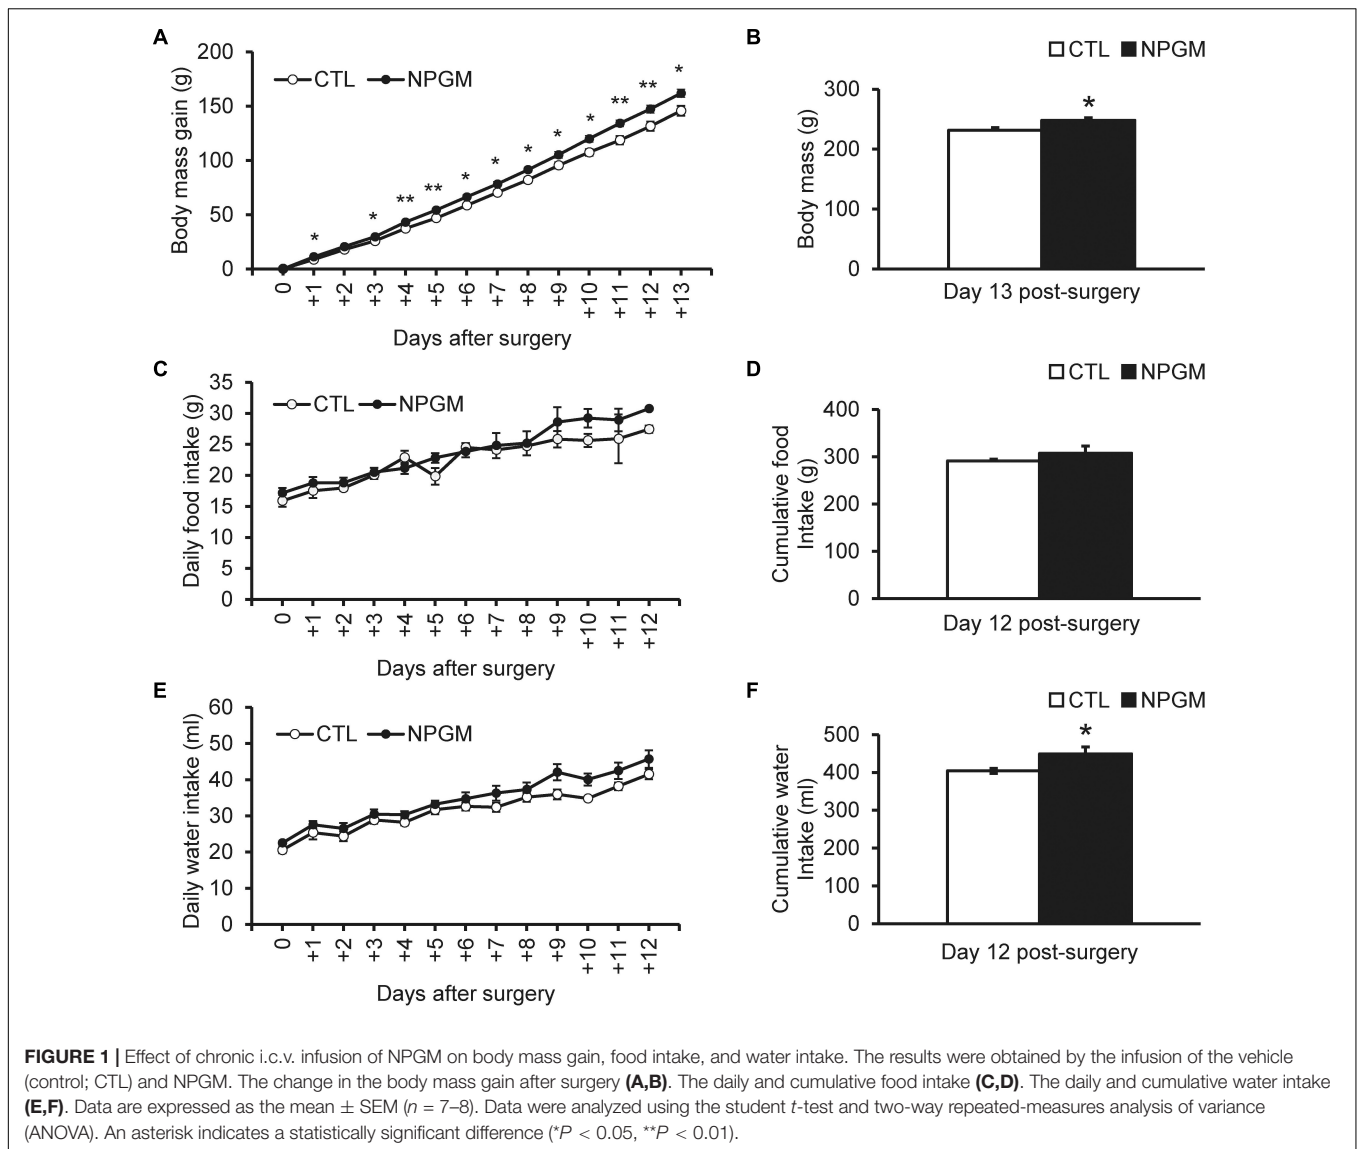 A
B
CTL NPGM
CTL NPGM
Body mass gain (g)
200
150
100
50
0
* * ** ** * * * * * ** ** *
0 +1 +2 +3 +4 +5 +6 +7 +8 +9 +10 +11 +12 +13
Days after surgery
Body mass (g)
300
200
100
0
*
Day 13 post-surgery
C
D
CTL NPGM
CTL NPGM
Daily food intake (g)
35
30
25
20
15
10
5
0
0 +1 +2 +3 +4 +5 +6 +7 +8 +9 +10 +11 +12
Days after surgery
Cumulative food
Intake (g)
400
300
200
100
0
Day 12 post-surgery
E
F
CTL NPGM
CTL NPGM
Daily water intake (ml)
60
50
40
30
20
10
0
0 +1 +2 +3 +4 +5 +6 +7 +8 +9 +10 +11 +12
Days after surgery
Cumulative water
Intake (ml)
500
400
300
200
100
0
*
Day 12 post-surgery
FIGURE 1 | Effect of chronic i.c.v. infusion of NPGM on body mass gain, food intake, and water intake. The results were obtained by the infusion of the vehicle
(control; CTL) and NPGM. The change in the body mass gain after surgery (A,B). The daily and cumulative food intake (C,D). The daily and cumulative water intake
(E,F). Data are expressed as the mean ± SEM (n = 7–8). Data were analyzed using the student t-test and two-way repeated-measures analysis of variance
(ANOVA). An asterisk indicates a statistically significant difference (*P < 0.05, **P < 0.01).